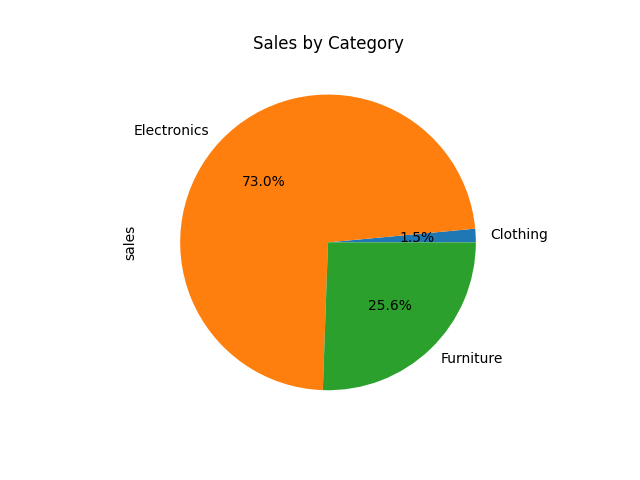 Sales by Category
Electronics
73.0%
1.5%
Clothing
sales
25.6%
Furniture